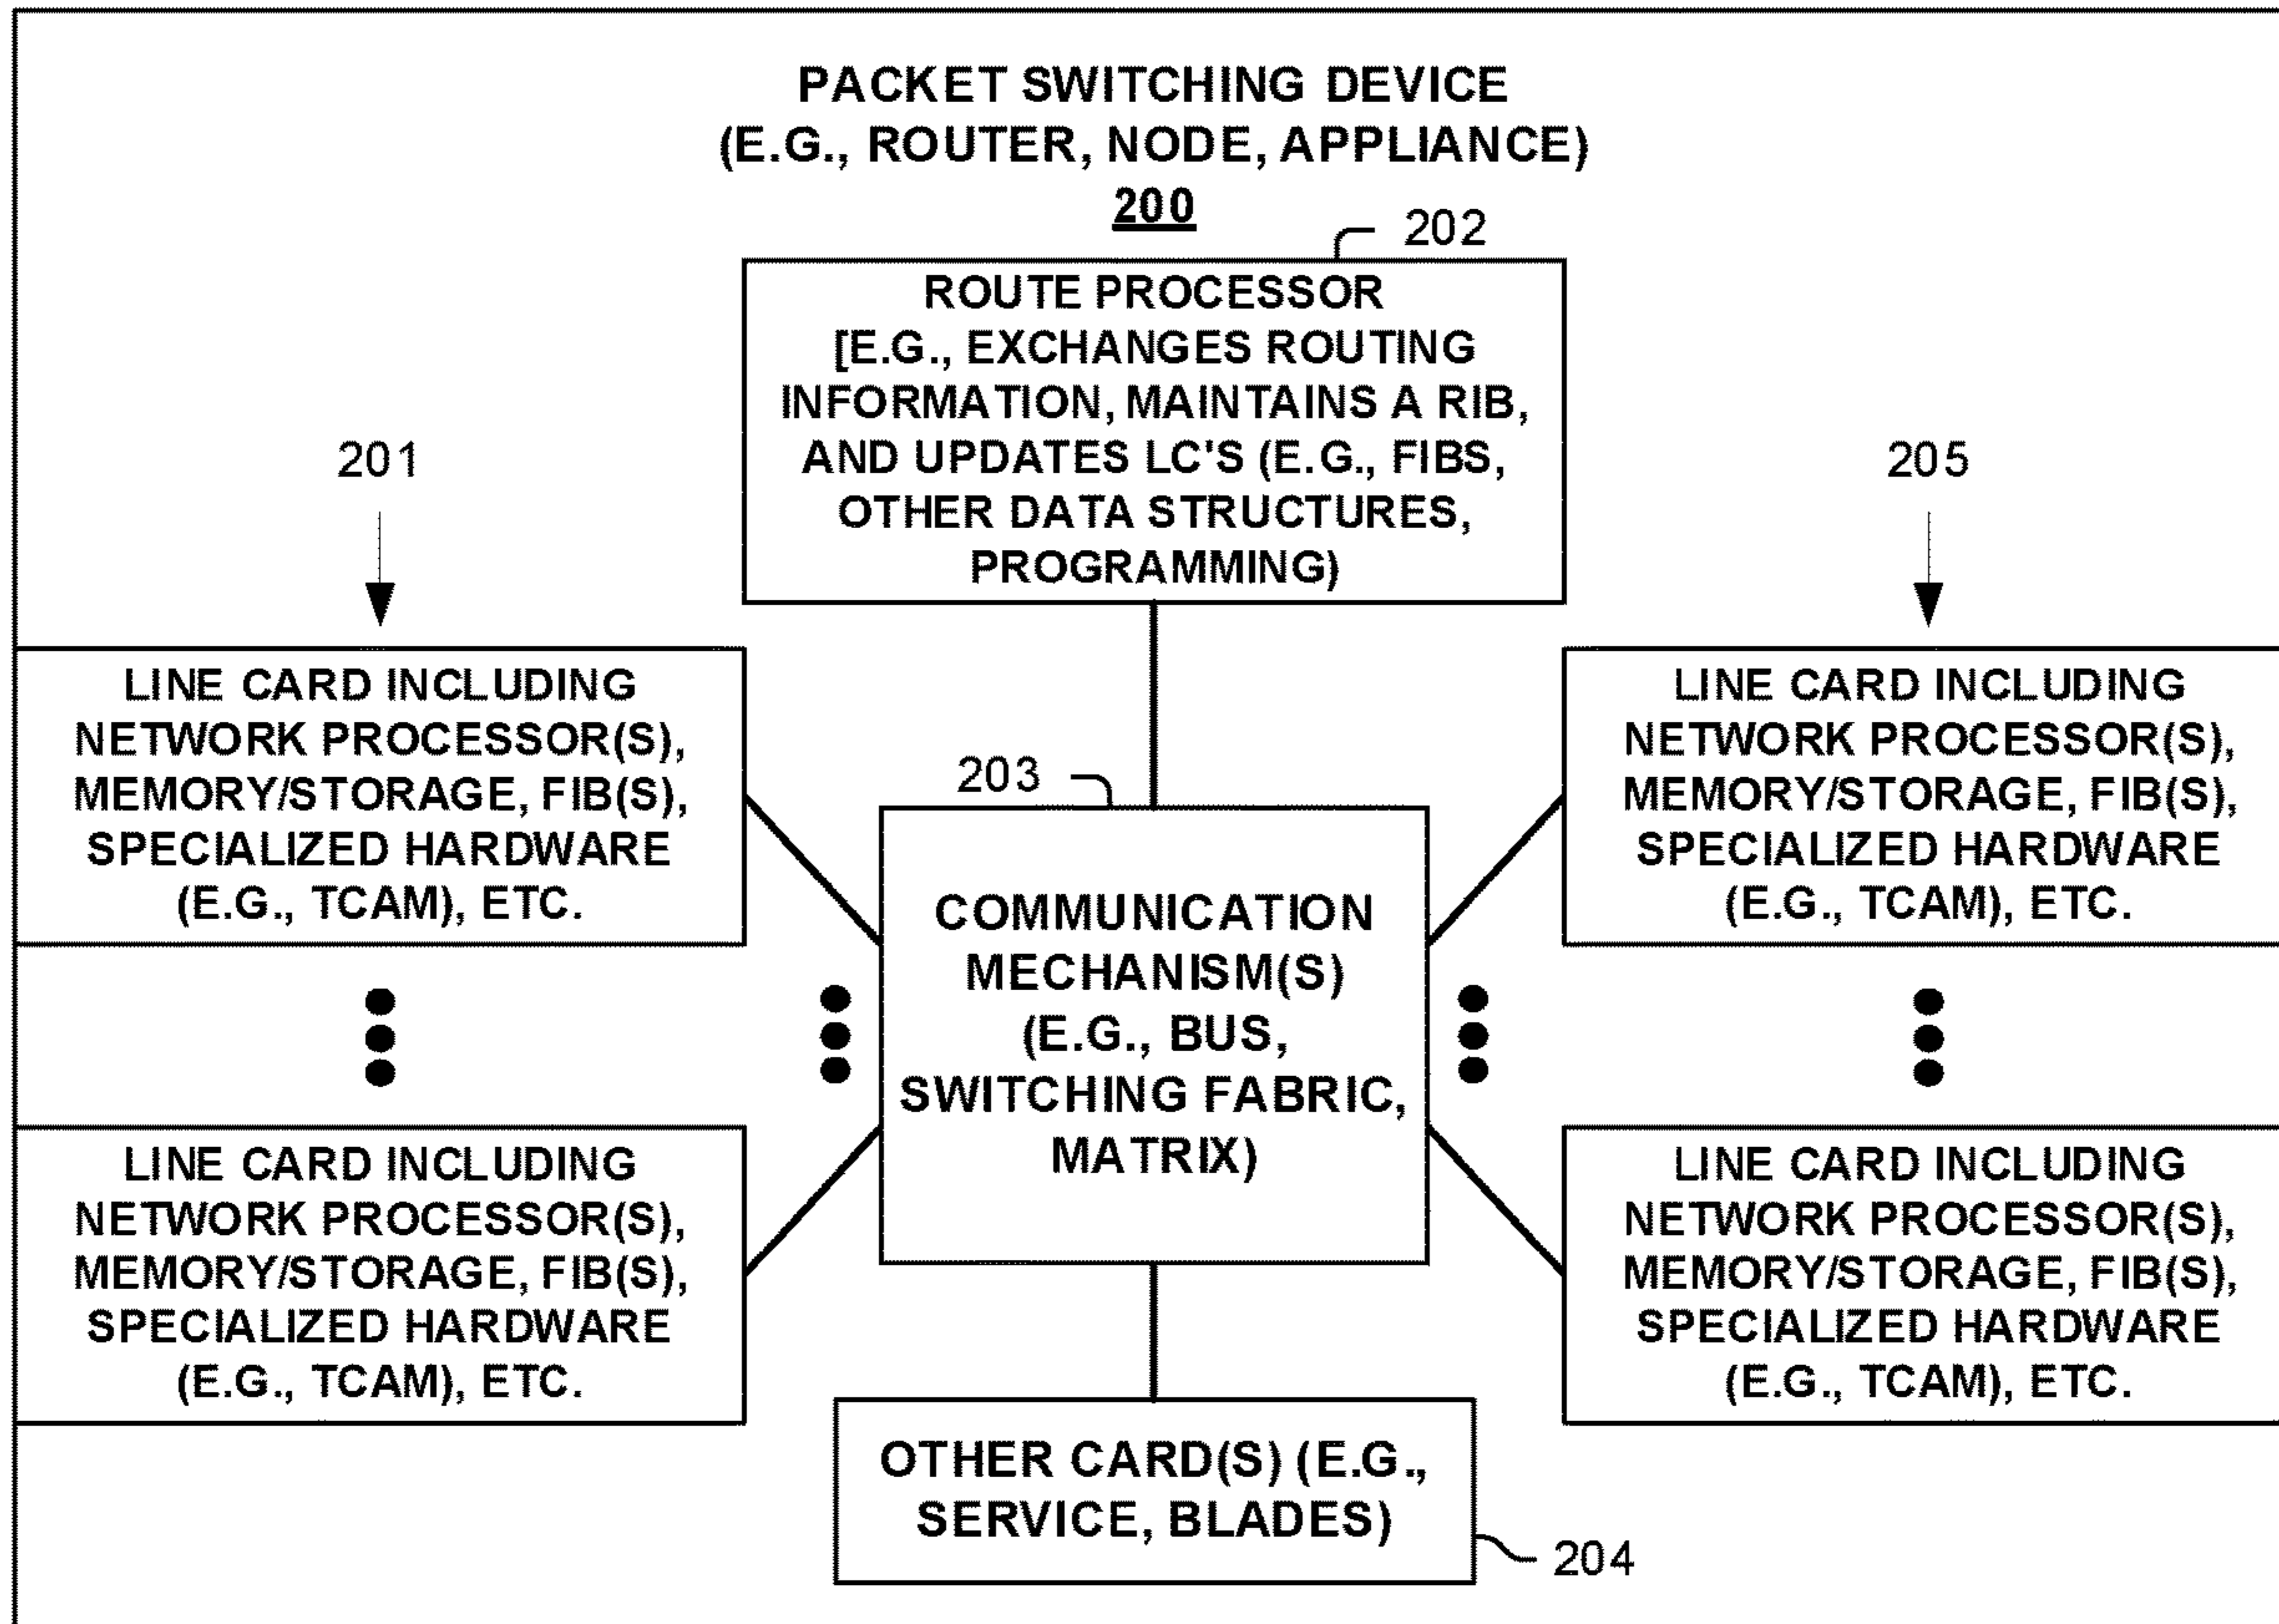 PACKET SWITCHING DEVICE
(E.G., ROUTER, NODE, APPLIANCE)
200
202
ROUTE PROCESSOR
[E.G., EXCHANGES ROUTING
INFORMATION, MAINTAINS A RIB,
AND UPDATES LC'S (E.G., FIBS,
OTHER DATA STRUCTURES,
PROGRAMMING)
201
205
LINE CARD INCLUDING
NETWORK PROCESSOR(S),
MEMORY/STORAGE, FIB(S),
SPECIALIZED HARDWARE
(E.G., TCAM), ETC.
LINE CARD INCLUDING
NETWORK PROCESSOR(S),
MEMORY/STORAGE, FIB(S),
SPECIALIZED HARDWARE
(E.G., TCAM), ETC.
203
COMMUNICATION
MECHANISM(S)
(E.G., BUS,
SWITCHING FABRIC,
MATRIX)
LINE CARD INCLUDING
NETWORK PROCESSOR(S),
MEMORY/STORAGE, FIB(S),
SPECIALIZED HARDWARE
(E.G., TCAM), ETC.
LINE CARD INCLUDING
NETWORK PROCESSOR(S),
MEMORY/STORAGE, FIB(S),
SPECIALIZED HARDWARE
(E.G., TCAM), ETC.
OTHER CARD(S) (E.G.,
SERVICE, BLADES)
204